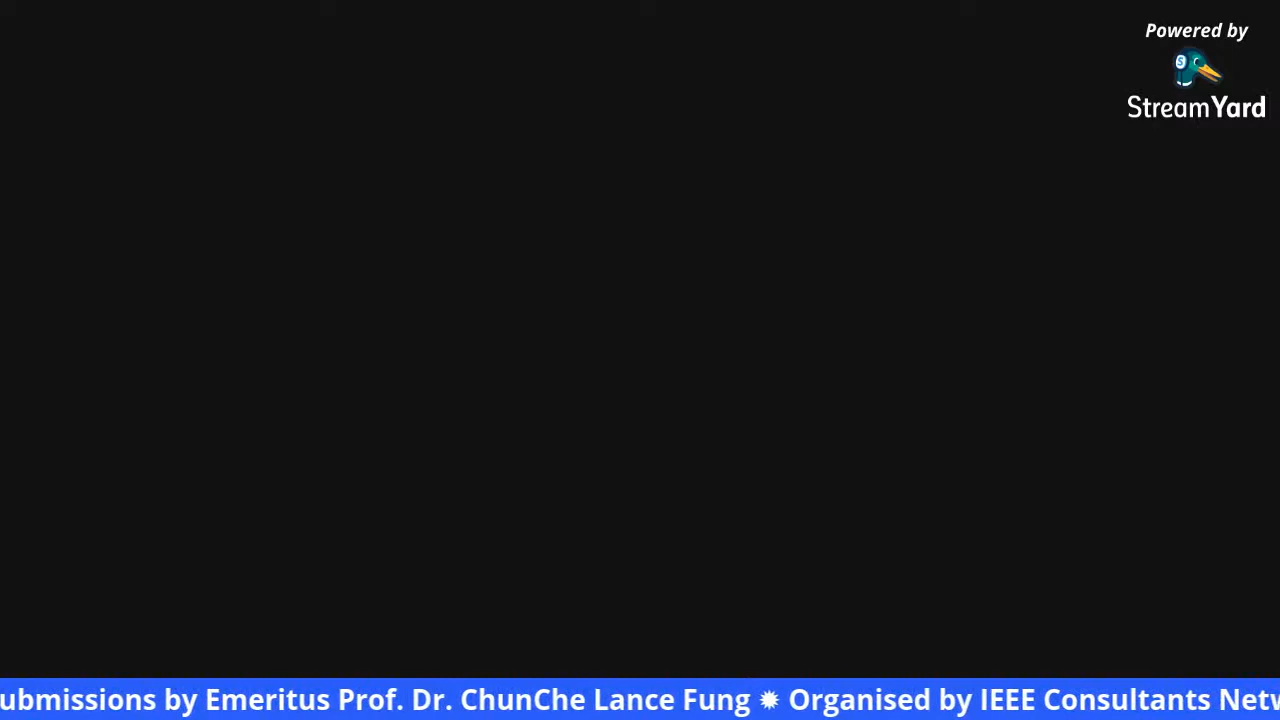 Powered by
StreamYard
ubmissions by Emeritus Prof. Dr. ChunChe Lance Fung ✹ Organised by IEEE Consultants Netw